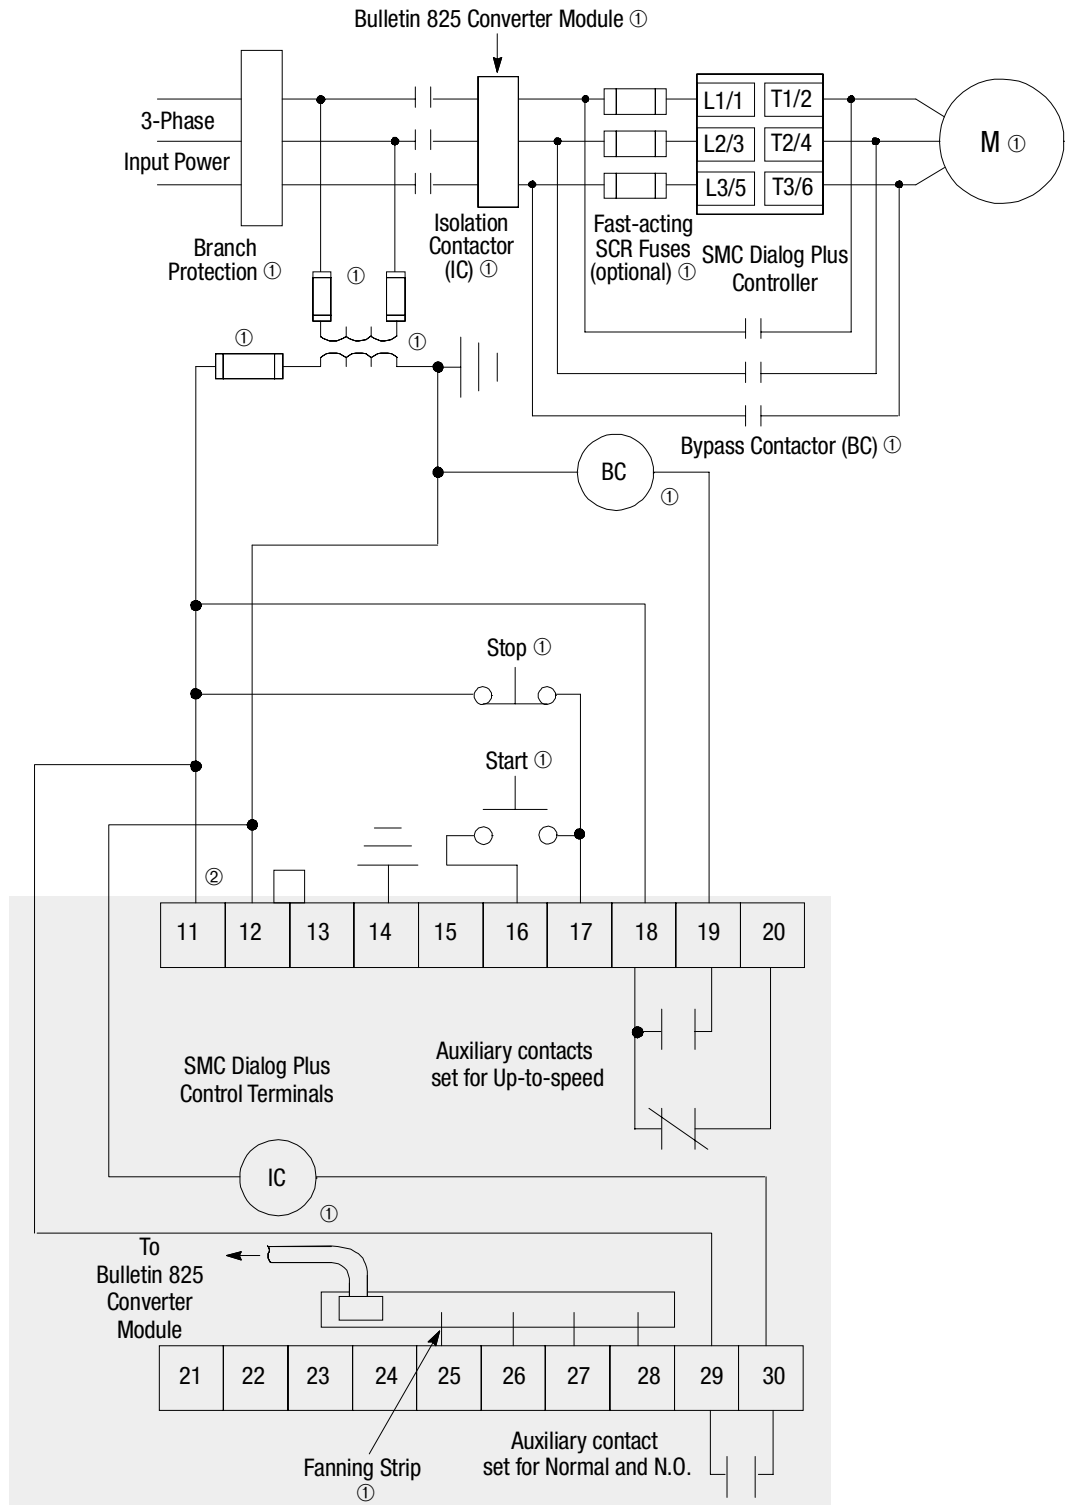 Bulletin 825 Converter Module ①
3-Phase
Input Power
L1/1 T1/2
L2/3 T2/4
L3/5 T3/6
M ①
Branch
Protection ①
Isolation
Contactor
(IC) ①
Fast-acting
SCR Fuses
(optional) ①
SMC Dialog Plus
Controller
①
①
①
Bypass Contactor (BC) ①
BC
①
Stop ①
Start ①
②
11 12 13 14 15 16 17 18 19 20
SMC Dialog Plus
Control Terminals
Auxiliary contacts
set for Up-to-speed
IC
①
To
Bulletin 825
Converter
Module
21 22 23 24 25 26 27 28 29 30
Fanning Strip
①
Auxiliary contact
set for Normal and N.O.